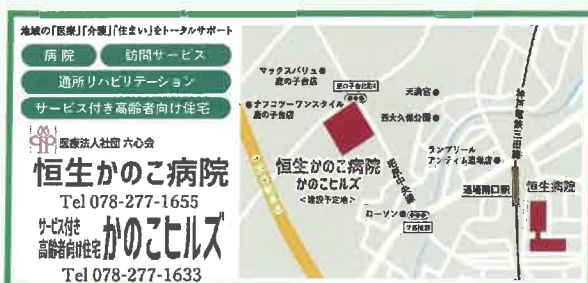 地域の「医療」「介護」「住まい」をトータルサポート
病院
訪問サービス
通所リハビリテーション
サービス付き高齢者向け住宅
医療法人社団 六心会
恒生かのこ病院
Tel 078-277-1655
サービス付き
高齢者向け住宅
かのこヒルズ
Tel 078-277-1633
マックスバリュ
鹿の子台店
ナフコツーワンスタイル
鹿の子台店
天満宮
西大久保公園
ランブリール
アンティム道場店
神戸電鉄三田線
恒生かのこ病院
かのこヒルズ
<建設予定地>
ローソン
道場南口駅
恒生病院